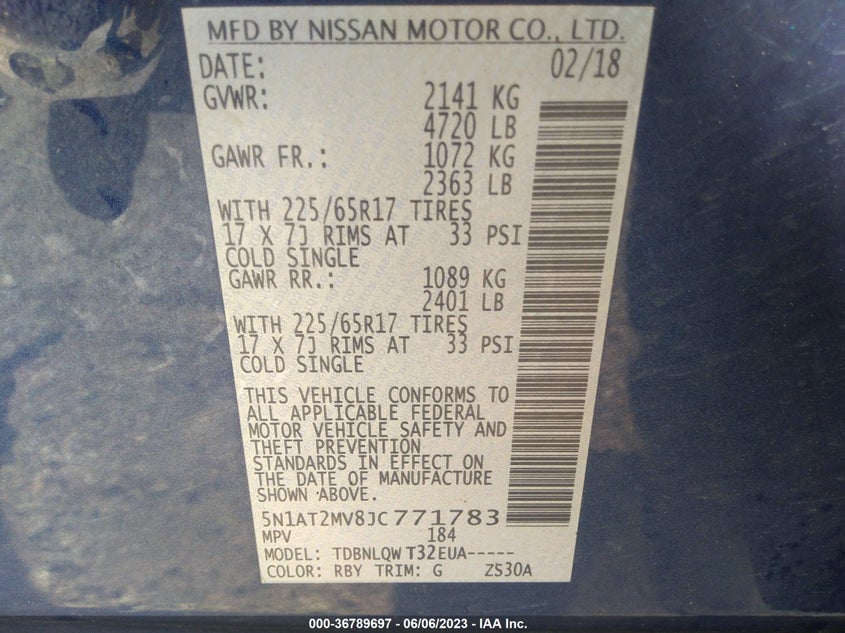 MFD BY NISSAN MOTOR CO., LTD.
DATE: 02/18
GVWR: 2141 KG
4720 LB
GAWR FR.: 1072 KG
2363 LB
WITH 225/65R17 TIRES
17 X 7J RIMS AT 33 PSI
COLD SINGLE
GAWR RR.: 1089 KG
2401 LB
WITH 225/65R17 TIRES
17 X 7J RIMS AT 33 PSI
COLD SINGLE
THIS VEHICLE CONFORMS TO
ALL APPLICABLE FEDERAL
MOTOR VEHICLE SAFETY AND
THEFT PREVENTION
STANDARDS IN EFFECT ON
THE DATE OF MANUFACTURE
SHOWN ABOVE.
5N1AT2MV8JC771783
MPV 184
MODEL: TDBNLQW T32EUA-----
COLOR: RBY TRIM: G ZS30A
000-36789697 - 06/06/2023 - IAA Inc.